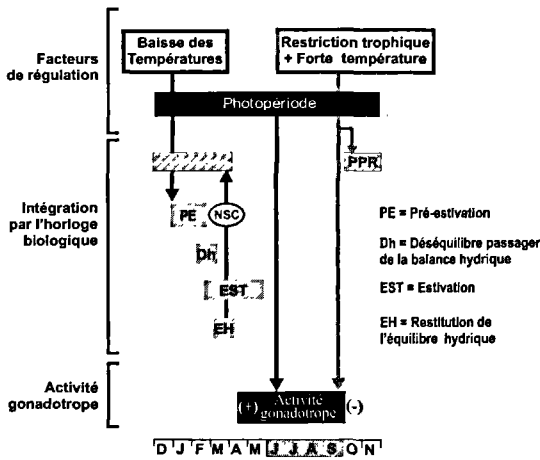 Facteurs
de régulation
Baisse des
Températures
Restriction trophique
+ Forte température
Photopériode
Intégration
par l'horloge
biologique
PPR
PE
NSC
Dh
EST
EH
PE = Pré-estivation
Dh = Déséquilibre passager
de la balance hydrique
EST = Estivation
EH = Restitution de
l'équilibre hydrique
Activité
gonadotrope
(+) Activité (-)
gonadotrope
D J F M A M J J A S O N